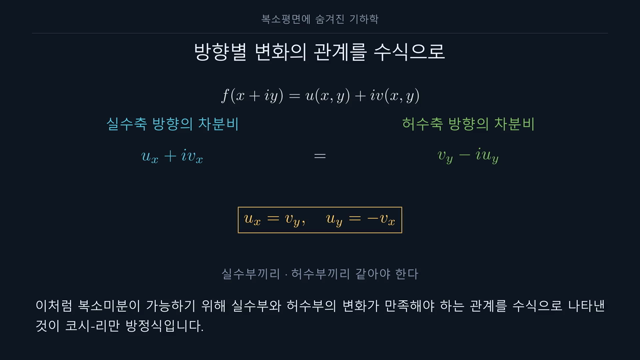 복소평면에 숨겨진 기하학
방향별 변화의 관계를 수식으로
f(x + iy) = u(x, y) + iv(x, y)
실수축 방향의 차분비 허수축 방향의 차분비
uₓ + ivₓ = v_y − iu_y
uₓ = v_y, u_y = −vₓ
실수부끼리 · 허수부끼리 같아야 한다
이처럼 복소미분이 가능하기 위해 실수부와 허수부의 변화가 만족해야 하는 관계를 수식으로 나타낸
것이 코시-리만 방정식입니다.